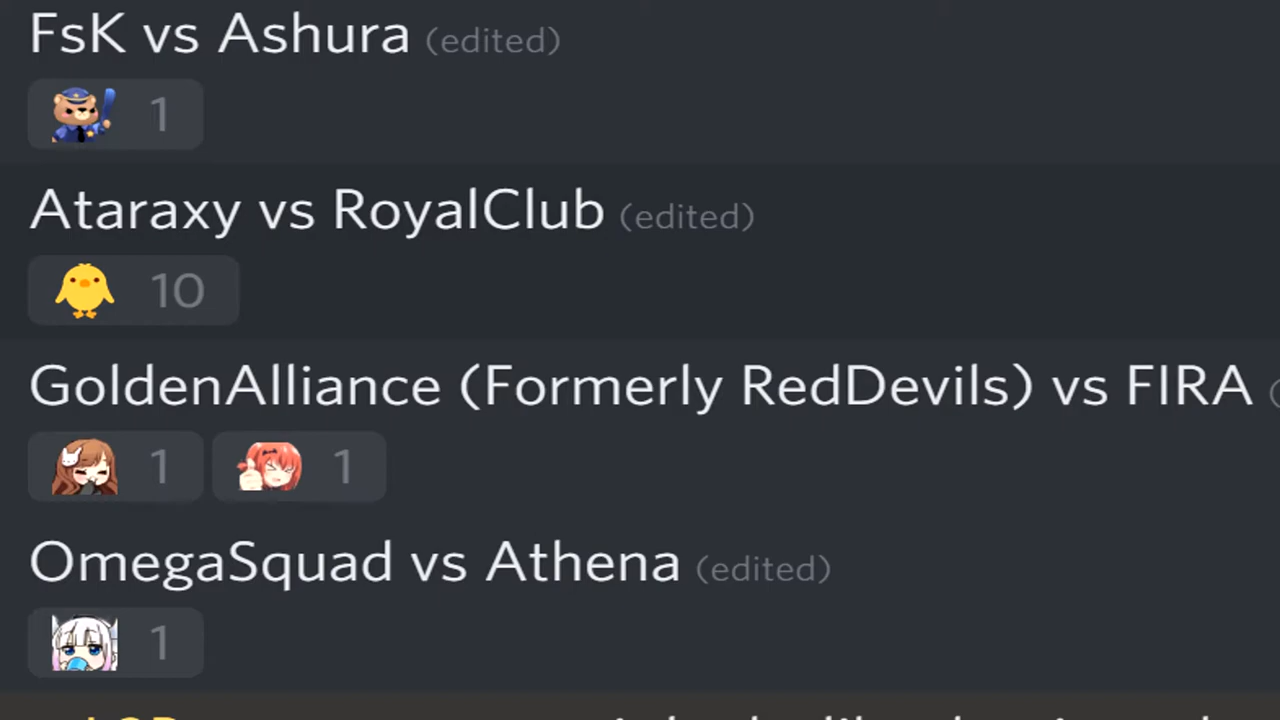 FsK vs Ashura (edited)
1
Ataraxy vs RoyalClub (edited)
10
GoldenAlliance (Formerly RedDevils) vs FIRA
1 1
OmegaSquad vs Athena (edited)
1